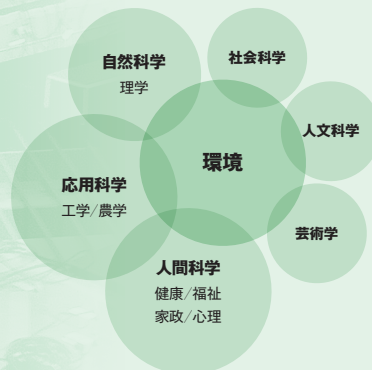 自然科学
理学
社会科学
人文科学
環境
応用科学
工学/農学
芸術学
人間科学
健康/福祉
家政/心理